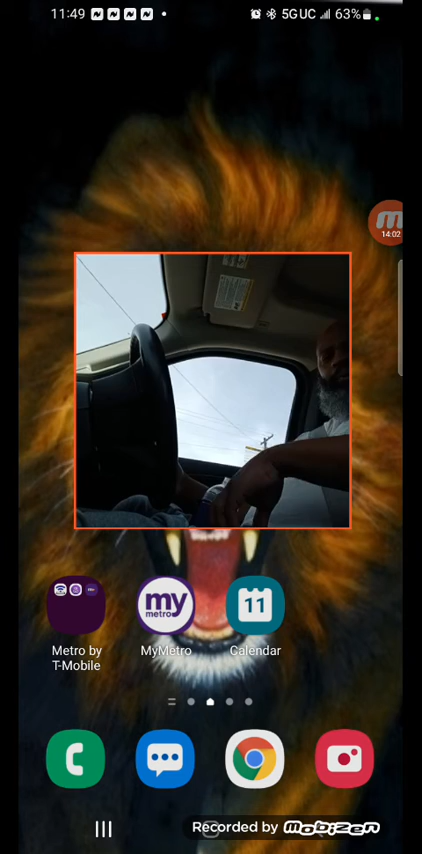 11:49 5GUC 63%
14:02
my
metro
11
Metro by
T-Mobile
MyMetro
Calendar
Recorded by Mobizen